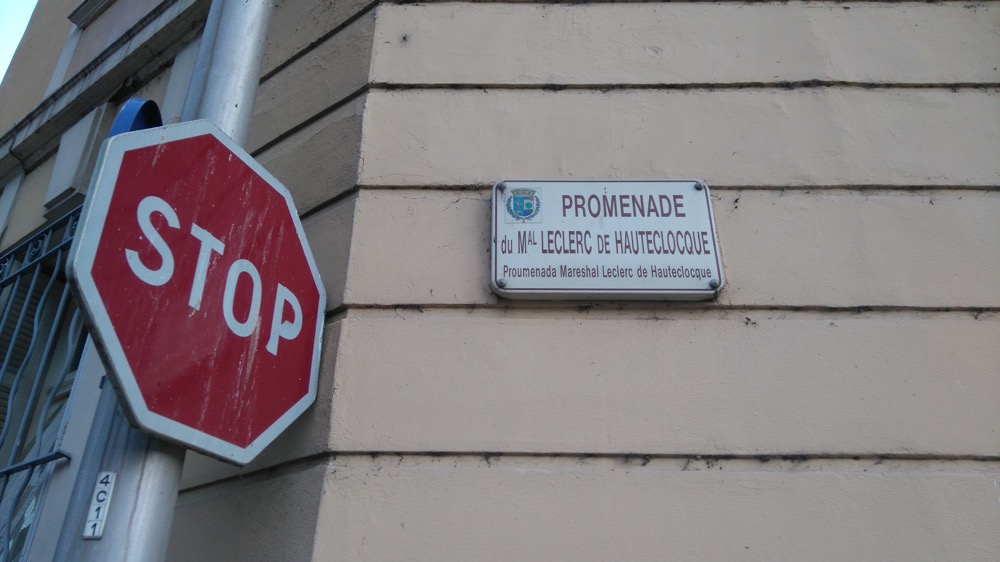 STOP
PROMENADE
du MAL LECLERC DE HAUTECLOCQUE
Proumenada Mareshal Leclerc de Hauteclocque
4C11